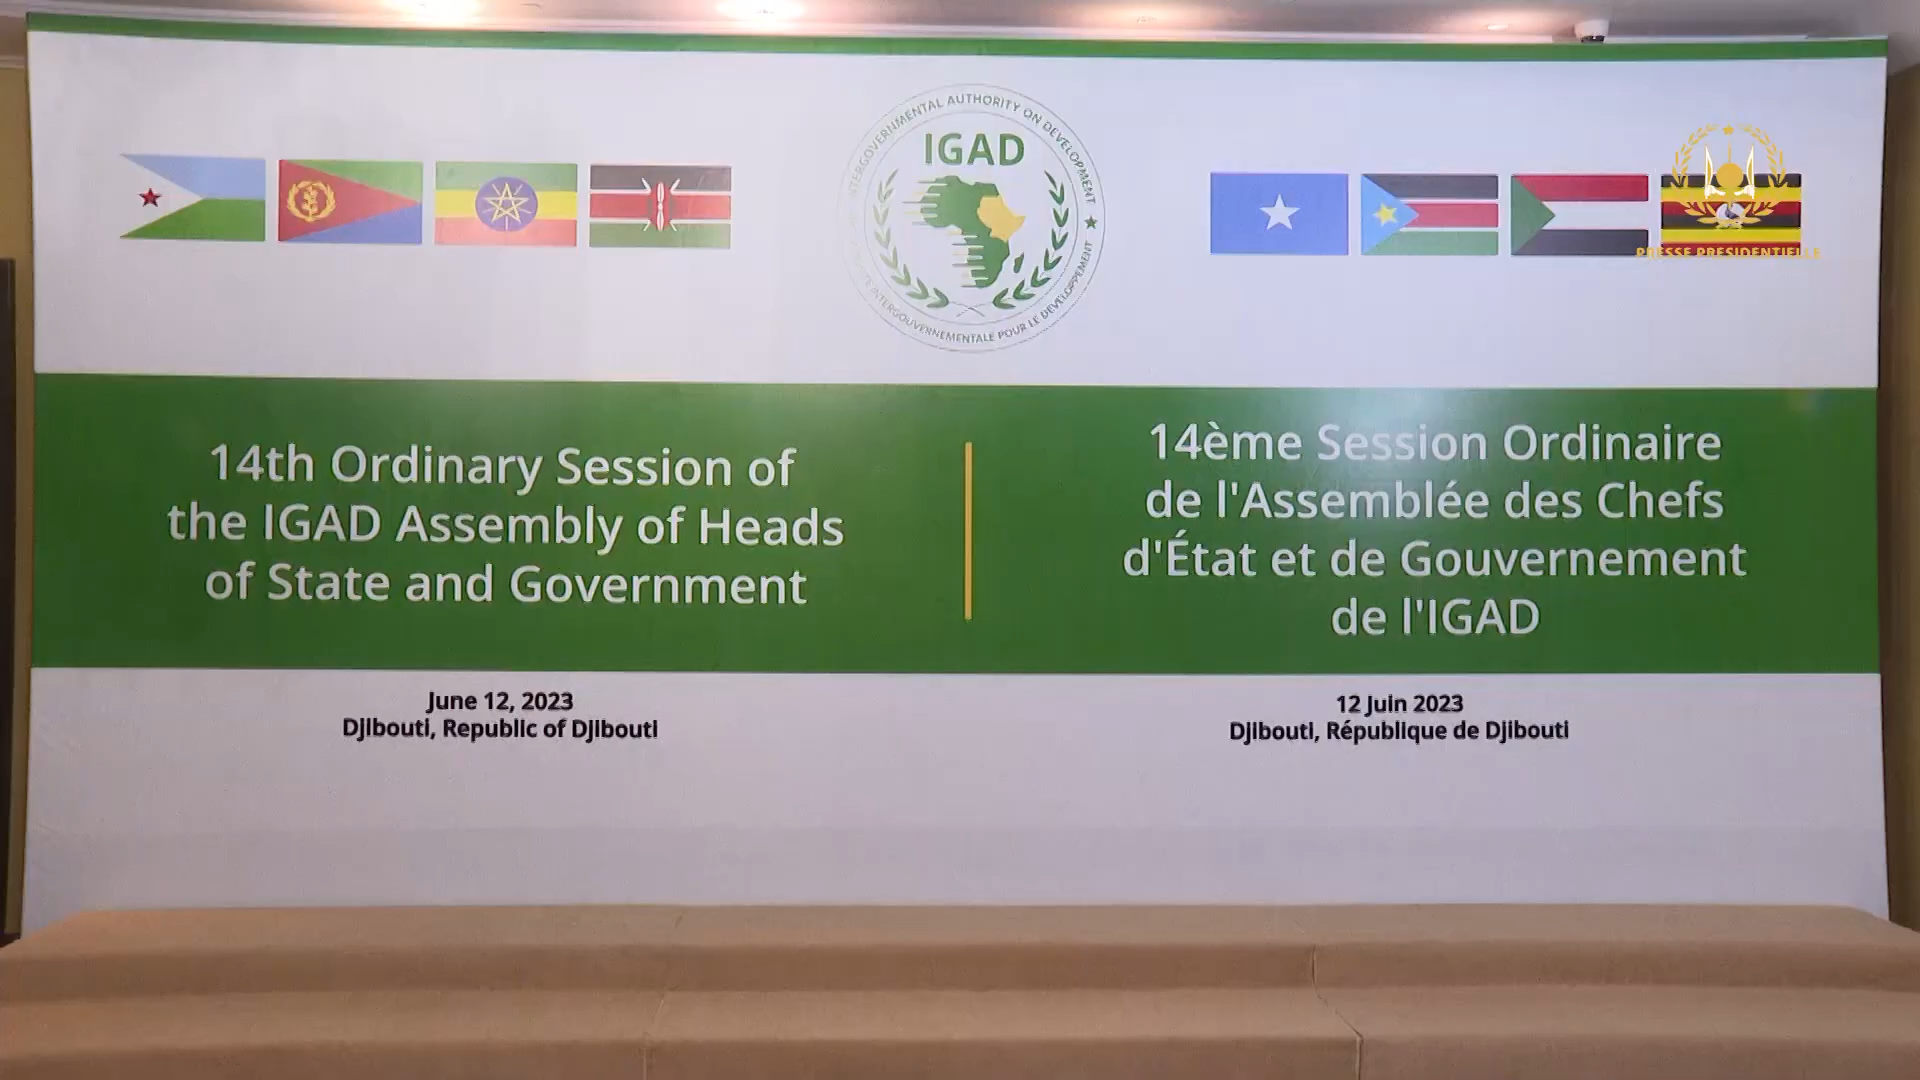 INTERGOVERNMENTAL AUTHORITY ON DEVELOPMENT
IGAD
INTERGOUVERNEMENTALE POUR LE DEVELOPPEMENT
PRESSE PRESIDENTIELLE
14th Ordinary Session of
the IGAD Assembly of Heads
of State and Government
14ème Session Ordinaire
de l'Assemblée des Chefs
d'État et de Gouvernement
de l'IGAD
June 12, 2023
Djibouti, Republic of Djibouti
12 Juin 2023
Djibouti, République de Djibouti